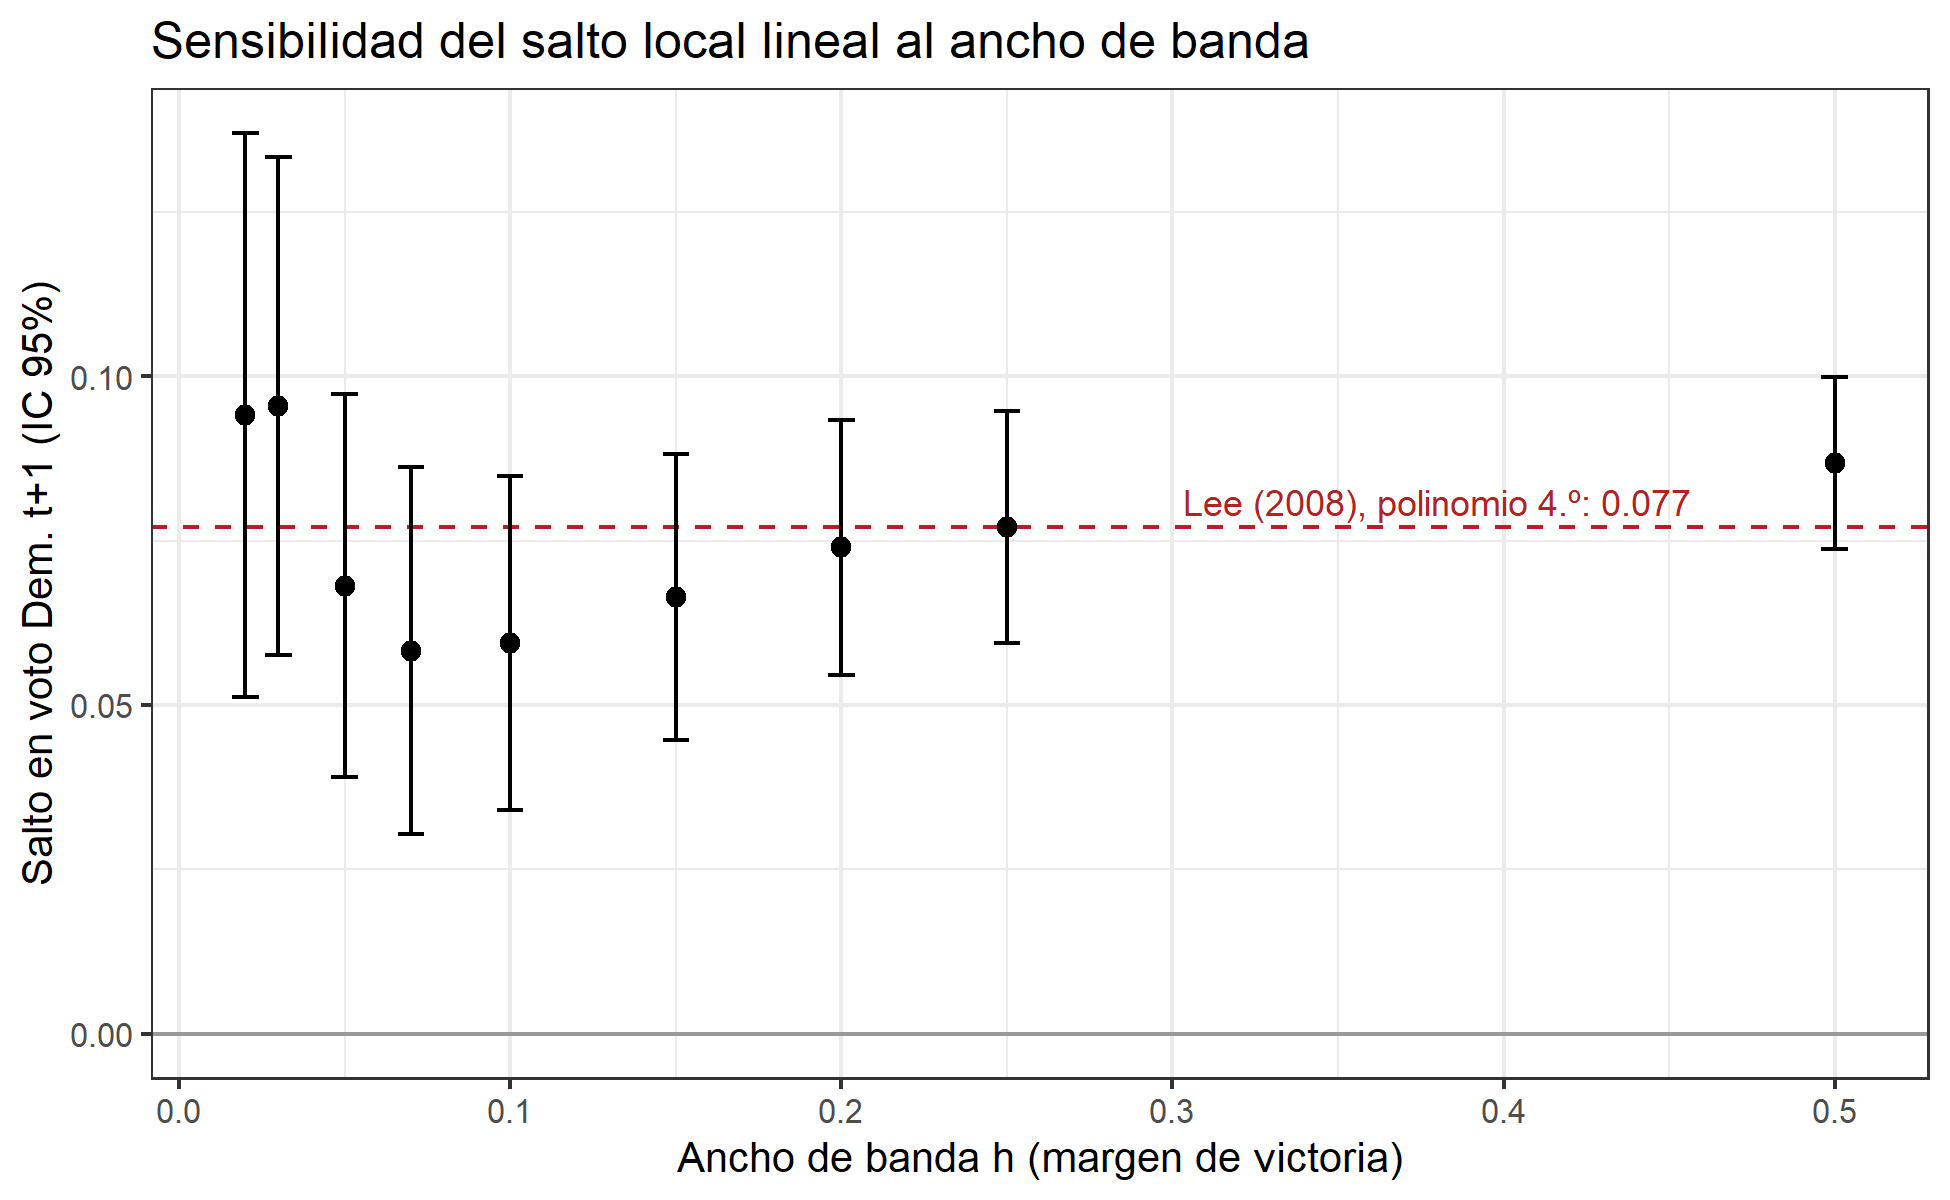 Sensibilidad del salto local lineal al ancho de banda
Salto en voto Dem. t+1 (IC 95%)
0.10
0.05
0.00
Lee (2008), polinomio 4.º: 0.077
0.0
0.1
0.2
0.3
0.4
0.5
Ancho de banda h (margen de victoria)